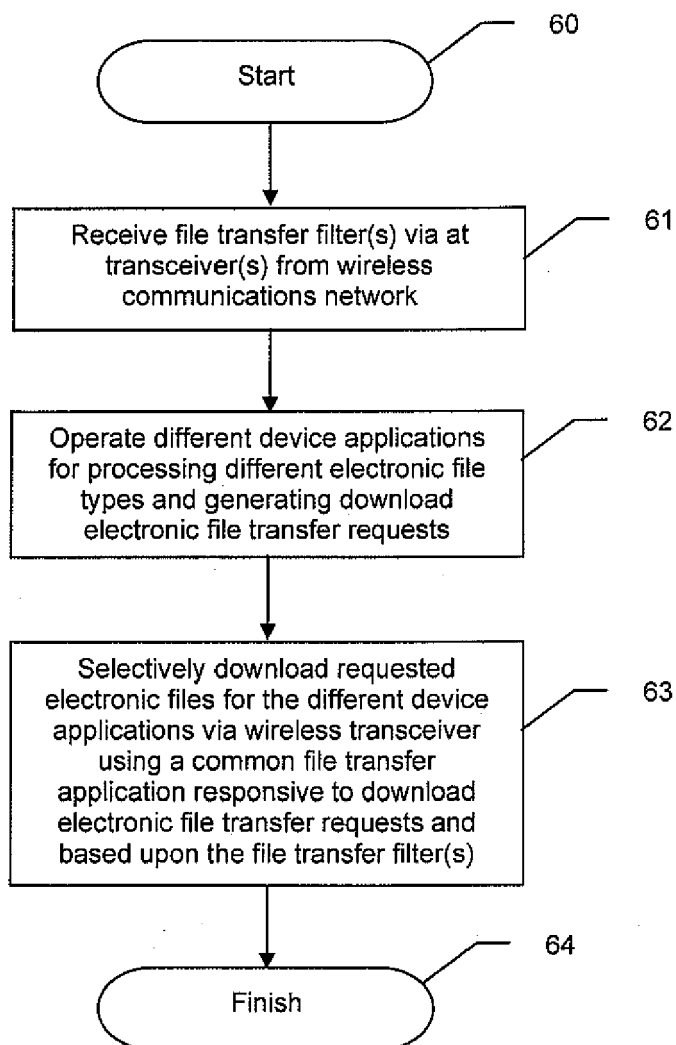 60
Start
61
Receive file transfer filter(s) via at
transceiver(s) from wireless
communications network
62
Operate different device applications
for processing different electronic file
types and generating download
electronic file transfer requests
63
Selectively download requested
electronic files for the different device
applications via wireless transceiver
using a common file transfer
application responsive to download
electronic file transfer requests and
based upon the file transfer filter(s)
64
Finish